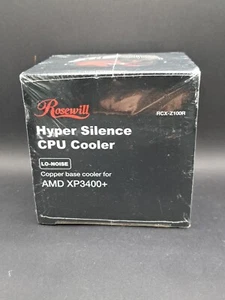 Rosewill
RCX-Z100R
Hyper Silence
CPU Cooler
LO-NOISE
Copper base cooler for
AMD XP3400+